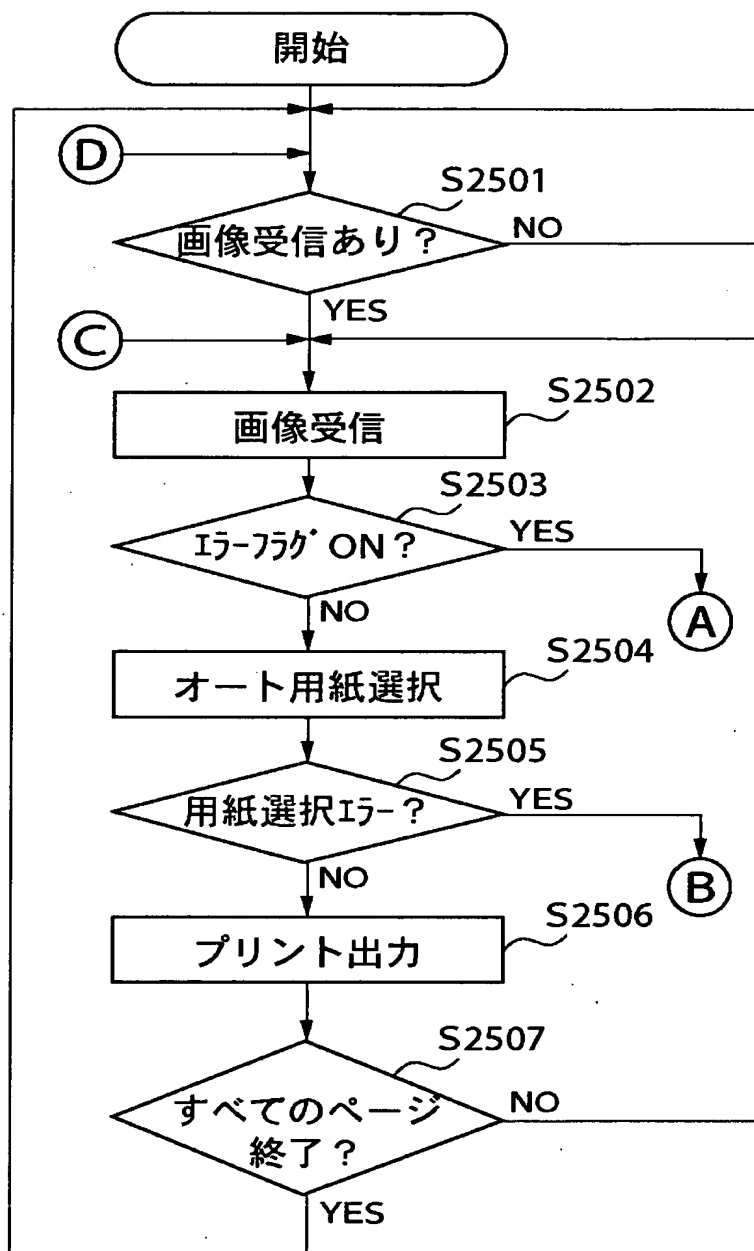 開始
D
S2501
画像受信あり？
NO
YES
C
S2502
画像受信
S2503
ｴﾗｰﾌﾗｸﾞON？
YES
NO
A
S2504
オート用紙選択
S2505
用紙選択ｴﾗｰ？
YES
NO
B
S2506
プリント出力
S2507
すべてのページ
終了？
NO
YES